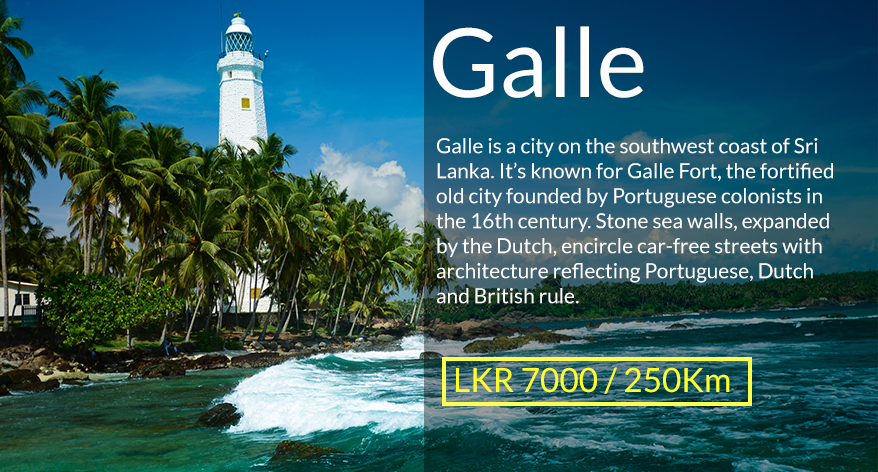 Galle
Galle is a city on the southwest coast of Sri
Lanka. It’s known for Galle Fort, the fortified
old city founded by Portuguese colonists in
the 16th century. Stone sea walls, expanded
by the Dutch, encircle car-free streets with
architecture reflecting Portuguese, Dutch
and British rule.
LKR 7000 / 250Km